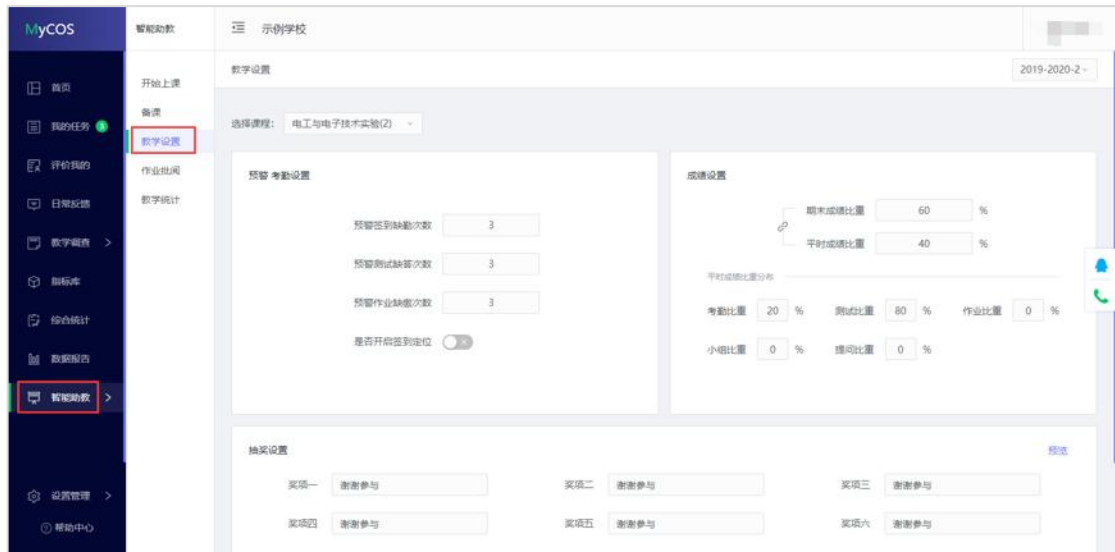 MyCOS
智能助教
示例学校
首页
我的任务 3
评价我的
日常反馈
教学调查
指标库
综合统计
数据报告
智能助教
设置管理
帮助中心
开始上课
备课
教学设置
作业批阅
教学统计
教学设置
2019-2020-2
选择课程: 电工与电子技术实验(2)
预警 考勤设置
预警签到缺勤次数 3
预警测试缺答次数 3
预警作业缺缴次数 3
是否开启签到定位
成绩设置
期末成绩比重 60 %
平时成绩比重 40 %
平时成绩比重分布
考勤比重 20 % 测试比重 80 % 作业比重 0 %
小组比重 0 % 提问比重 0 %
抽奖设置
预览
奖项一 谢谢参与 奖项二 谢谢参与 奖项三 谢谢参与
奖项四 谢谢参与 奖项五 谢谢参与 奖项六 谢谢参与